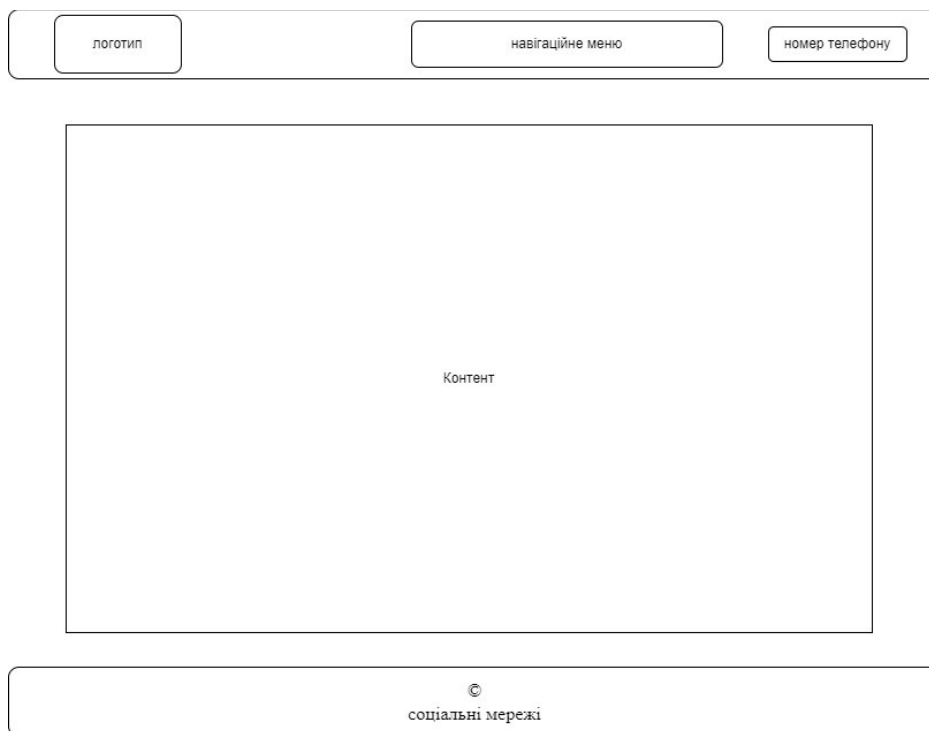 логотип
навігаційне меню
номер телефону
Контент
©
соціальні мережі